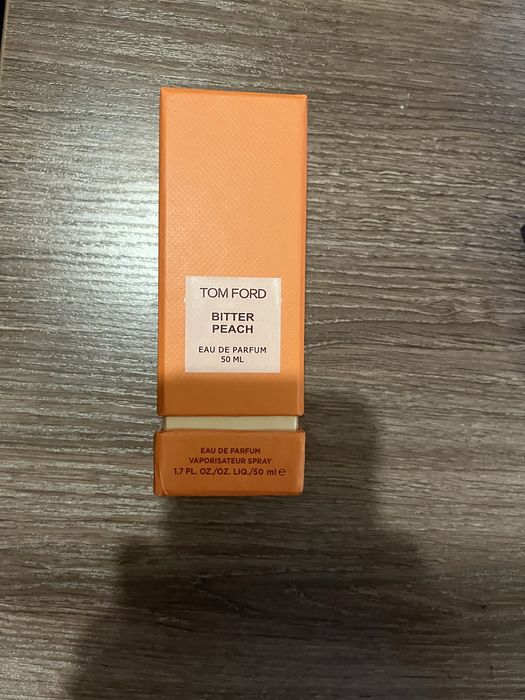 TOM FORD
BITTER
PEACH
EAU DE PARFUM
50 ML
EAU DE PARFUM
VAPORISATEUR SPRAY
1.7 FL. OZ./OZ. LIQ./50 ml ℮